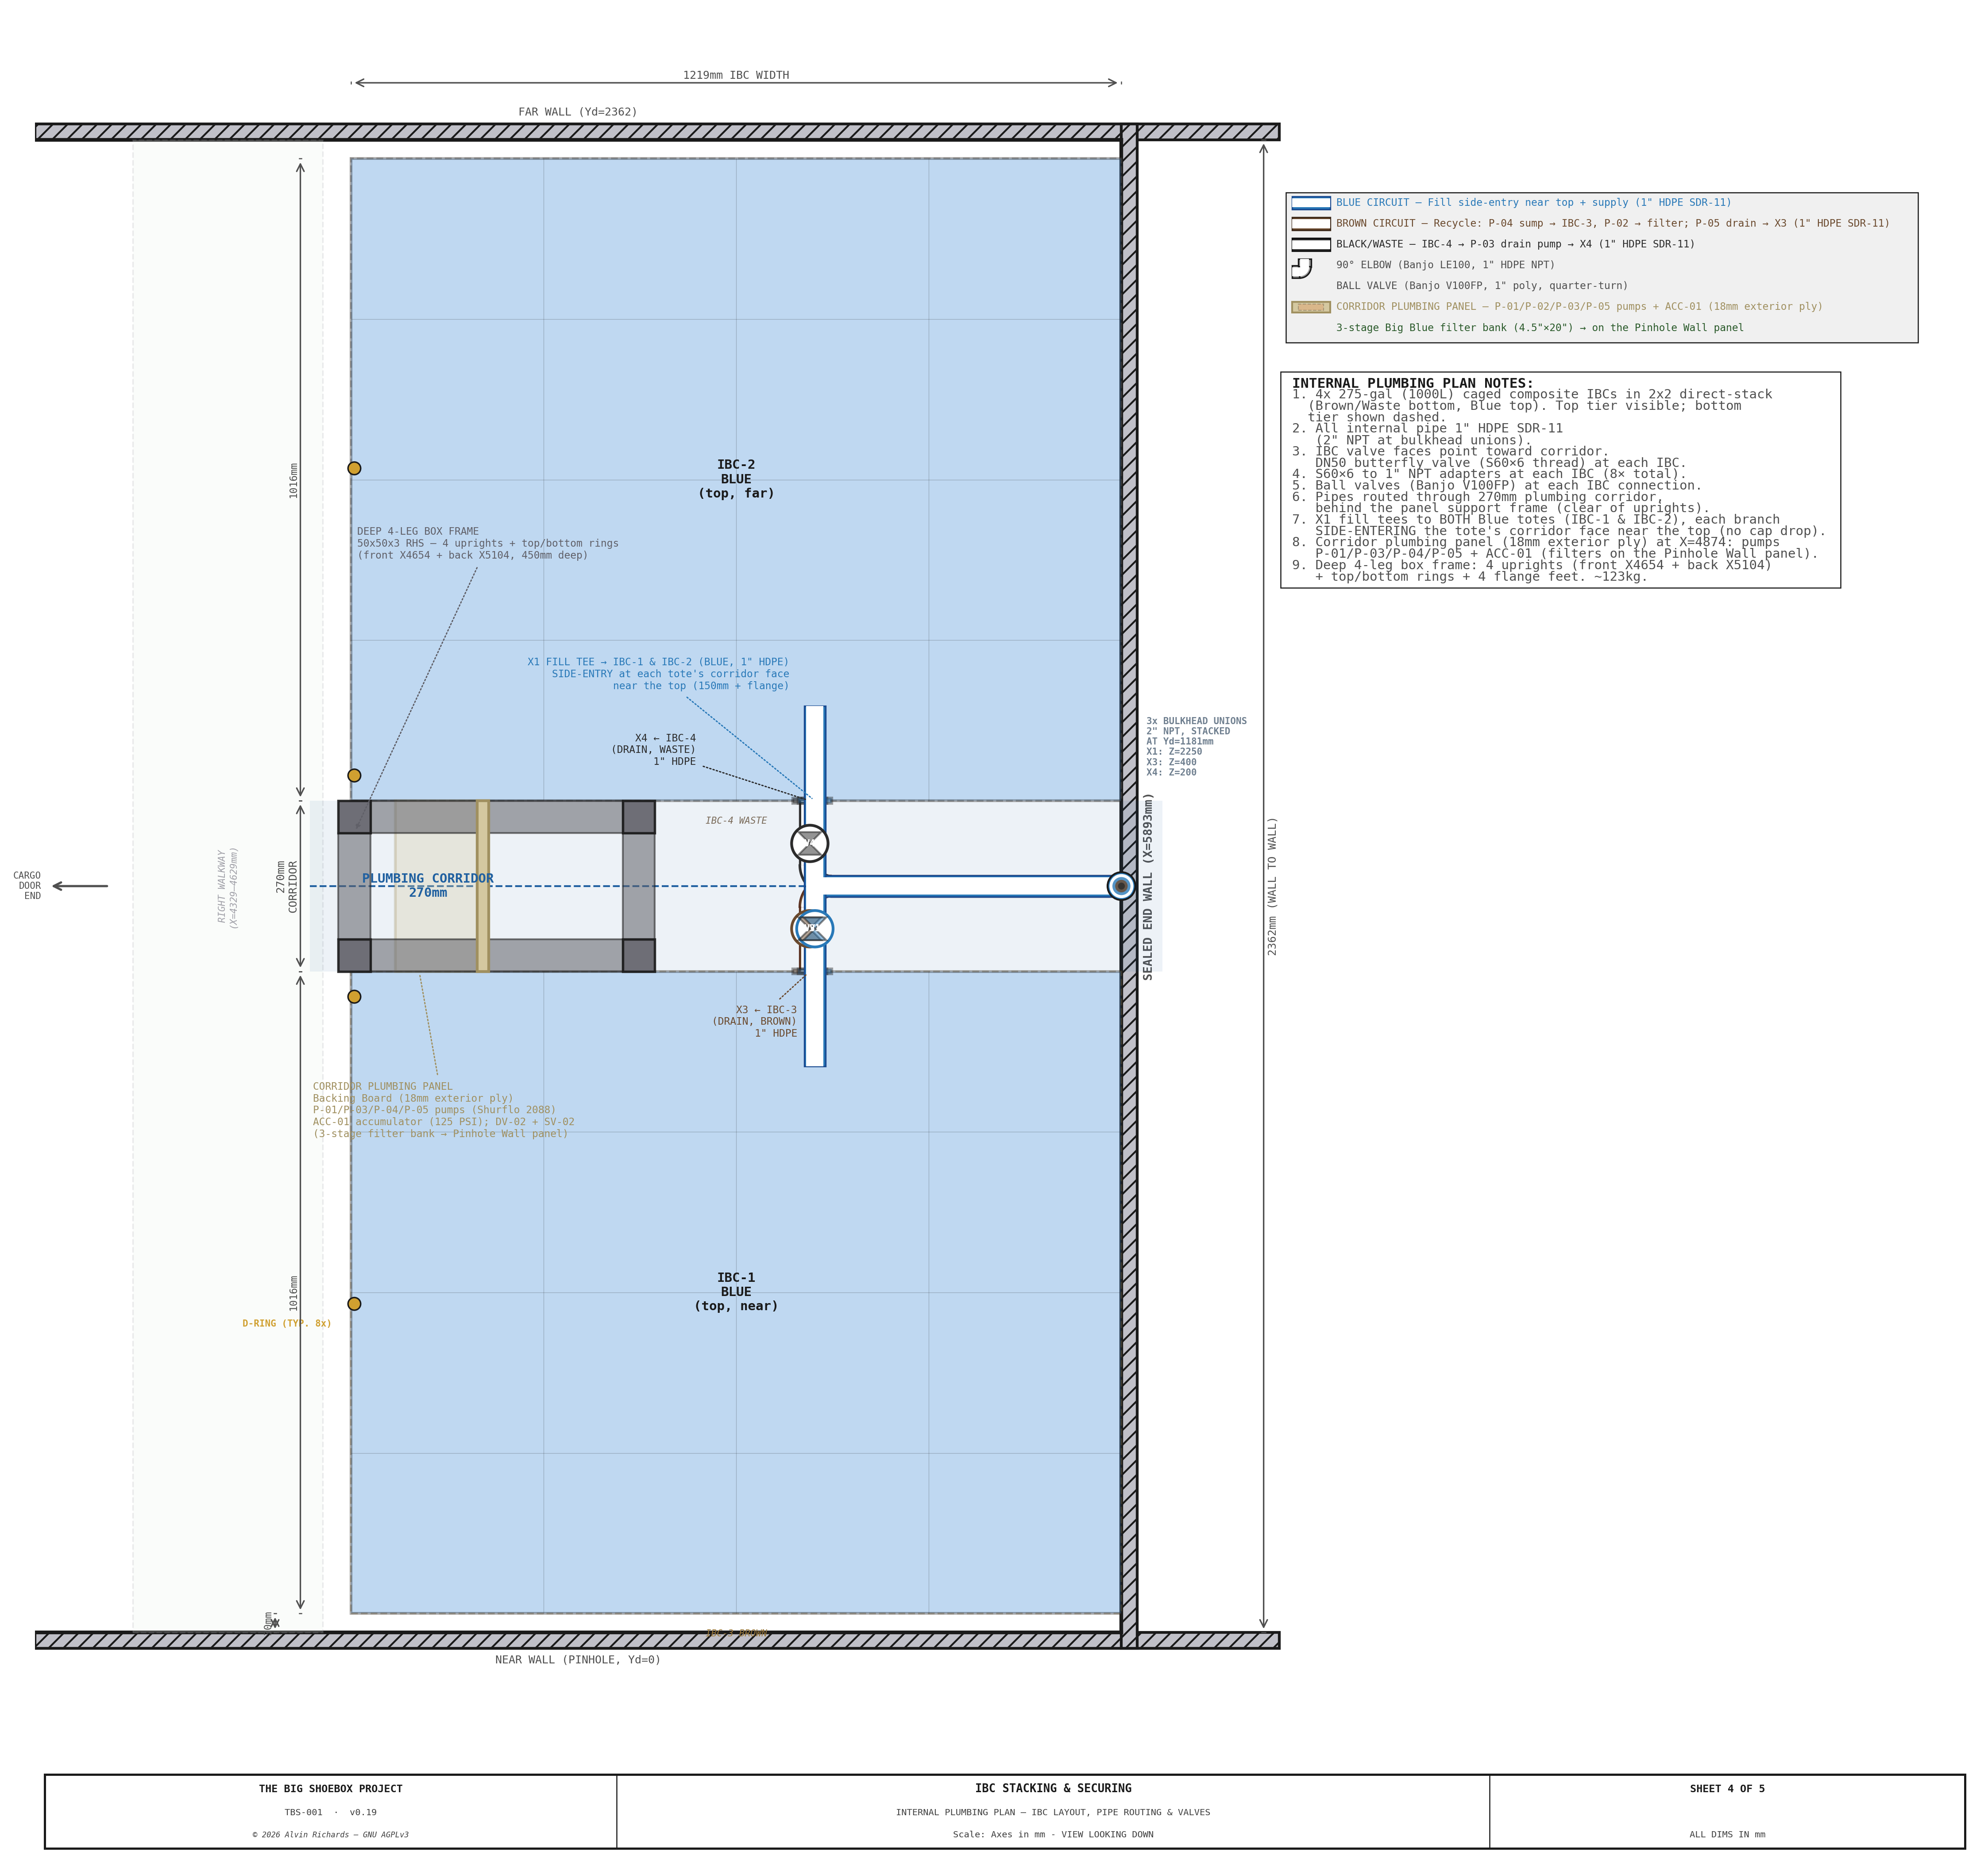 1219mm IBC WIDTH
FAR WALL (Yd=2362)
BLUE CIRCUIT — Fill side-entry near top + supply (1" HDPE SDR-11)
BROWN CIRCUIT — Recycle: P-04 sump → IBC-3, P-02 → filter; P-05 drain → X3 (1" HDPE SDR-11)
BLACK/WASTE — IBC-4 → P-03 drain pump → X4 (1" HDPE SDR-11)
90° ELBOW (Banjo LE100, 1" HDPE NPT)
BALL VALVE (Banjo V100FP, 1" poly, quarter-turn)
CORRIDOR PLUMBING PANEL — P-01/P-02/P-03/P-05 pumps + ACC-01 (18mm exterior ply)
3-stage Big Blue filter bank (4.5"×20") → on the Pinhole Wall panel
INTERNAL PLUMBING PLAN NOTES:
1. 4x 275-gal (1000L) caged composite IBCs in 2x2 direct-stack
(Brown/Waste bottom, Blue top). Top tier visible; bottom
tier shown dashed.
2. All internal pipe 1" HDPE SDR-11
(2" NPT at bulkhead unions).
3. IBC valve faces point toward corridor.
DN50 butterfly valve (S60×6 thread) at each IBC.
4. S60×6 to 1" NPT adapters at each IBC (8× total).
5. Ball valves (Banjo V100FP) at each IBC connection.
6. Pipes routed through 270mm plumbing corridor,
behind the panel support frame (clear of uprights).
7. X1 fill tees to BOTH Blue totes (IBC-1 & IBC-2), each branch
SIDE-ENTERING the tote's corridor face near the top (no cap drop).
8. Corridor plumbing panel (18mm exterior ply) at X=4874: pumps
P-01/P-03/P-04/P-05 + ACC-01 (filters on the Pinhole Wall panel).
9. Deep 4-leg box frame: 4 uprights (front X4654 + back X5104)
+ top/bottom rings + 4 flange feet. ~123kg.
1016mm
IBC-2
BLUE
(top, far)
DEEP 4-LEG BOX FRAME
50x50x3 RHS — 4 uprights + top/bottom rings
(front X4654 + back X5104, 450mm deep)
X1 FILL TEE → IBC-1 & IBC-2 (BLUE, 1" HDPE)
SIDE-ENTRY at each tote's corridor face
near the top (150mm + flange)
X4 ← IBC-4
(DRAIN, WASTE)
1" HDPE
3x BULKHEAD UNIONS
2" NPT, STACKED
AT Yd=1181mm
X1: Z=2250
X3: Z=400
X4: Z=200
IBC-4 WASTE
CARGO
DOOR
END
RIGHT WALKWAY
(X=4329–4629mm)
270mm
CORRIDOR
PLUMBING CORRIDOR
270mm
SEALED END WALL (X=5893mm)
2362mm (WALL TO WALL)
X3 ← IBC-3
(DRAIN, BROWN)
1" HDPE
CORRIDOR PLUMBING PANEL
Backing Board (18mm exterior ply)
P-01/P-03/P-04/P-05 pumps (Shurflo 2088)
ACC-01 accumulator (125 PSI); DV-02 + SV-02
(3-stage filter bank → Pinhole Wall panel)
1016mm
IBC-1
BLUE
(top, near)
D-RING (TYP. 8x)
IBC-3 BROWN
NEAR WALL (PINHOLE, Yd=0)
THE BIG SHOEBOX PROJECT
TBS-001 · v0.19
© 2026 Alvin Richards — GNU AGPLv3
IBC STACKING & SECURING
INTERNAL PLUMBING PLAN — IBC LAYOUT, PIPE ROUTING & VALVES
Scale: Axes in mm - VIEW LOOKING DOWN
SHEET 4 OF 5
ALL DIMS IN mm